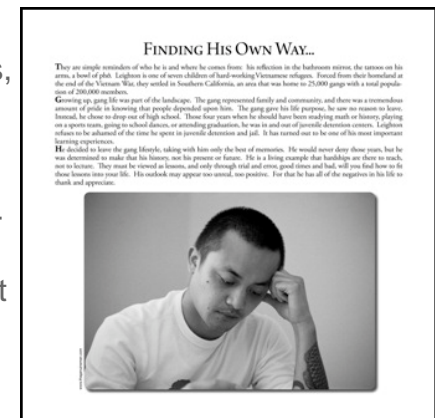 FINDING HIS OWN WAY...
They are simple reminders of who he is and where he comes from: his reflection in the bathroom mirror, the tattoos on his
arms, a bowl of phở. Leighton is one of seven children of hard-working Vietnamese refugees. Forced from their homeland at
the end of the Vietnam War, they settled in Southern California, an area that was home to 25,000 gangs with a total popula-
tion of 200,000 members.
Growing up, gang life was part of the landscape. The gang represented family and community, and there was a tremendous
amount of pride in knowing that people depended upon him. The gang gave his life purpose, he saw no reason to leave.
Instead, he chose to drop out of high school. Those four years when he should have been studying math or history, playing
on a sports team, going to school dances, or attending graduation, he was in and out of juvenile detention centers. Leighton
refuses to be ashamed of the time he spent in juvenile detention and jail. It has turned out to be one of his most important
learning experiences.
He decided to leave the gang lifestyle, taking with him only the best of memories. He would never deny those years, but he
was determined to make that his history, not his present or future. He is a living example that hardships are there to teach,
not to lecture. They must be viewed as lessons, and only through trial and error, good times and bad, will you find how to fit
those lessons into your life. His outlook may appear too unreal, too positive. For that he has all of the negatives in his life to
thank and appreciate.
s,
t